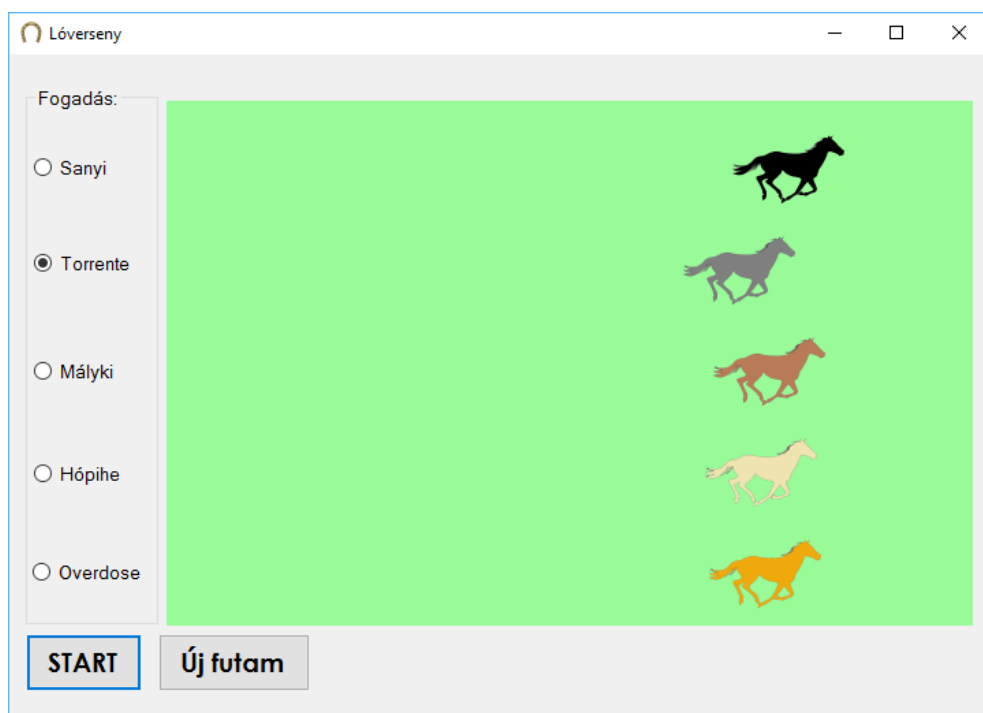 Lóverseny
Fogadás:
Sanyi
Torrente
Mályki
Hópihe
Overdose
START
Új futam